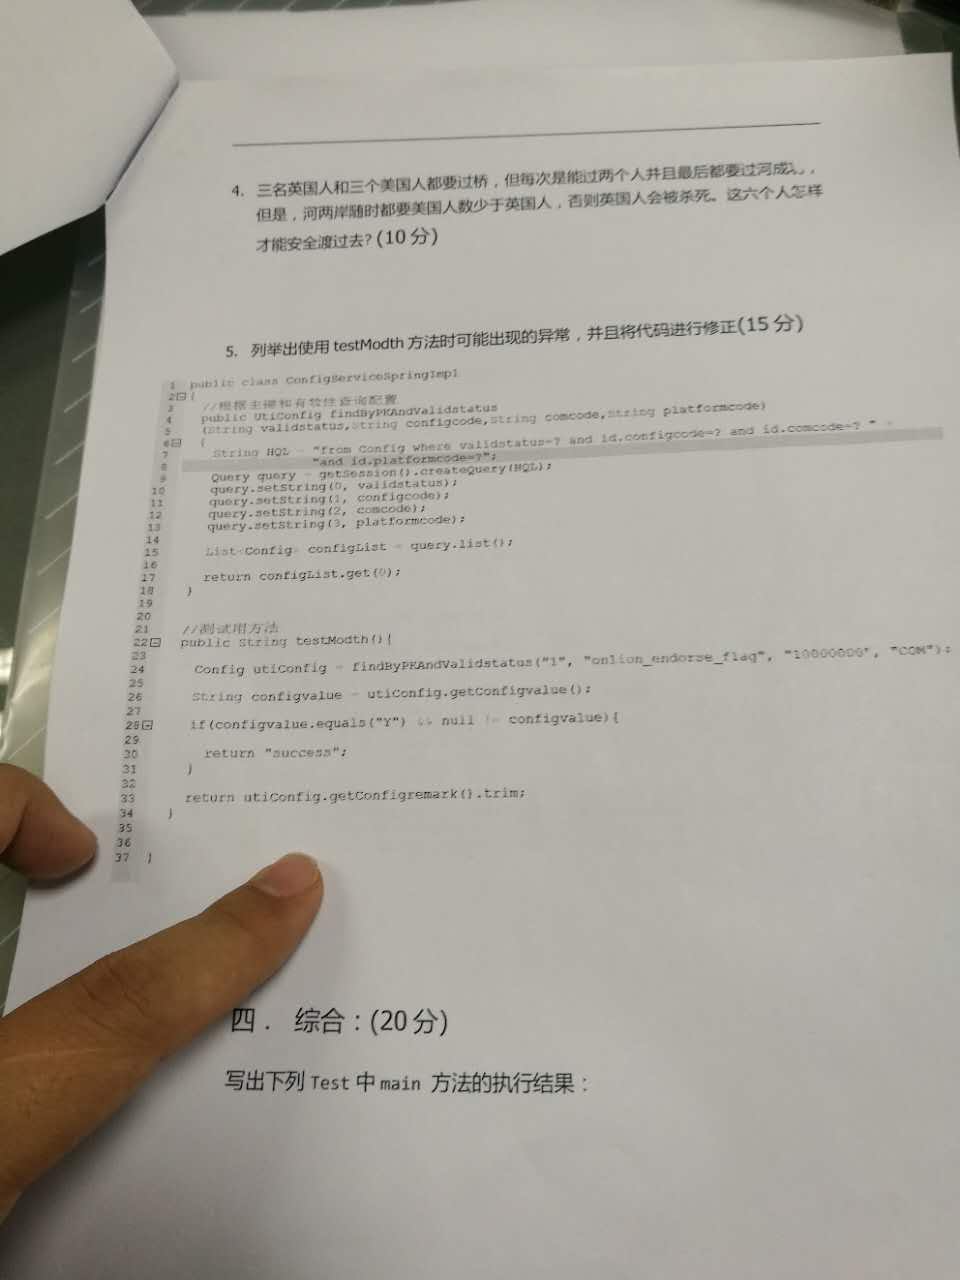 4. 三名英国人和三个美国人都要过桥，但每次是能过两个人并且最后都要过河成
但是，河两岸随时都要美国人数少于英国人，否则英国人会被杀死。这六个人怎样
才能安全渡过去? (10 分)
5. 列举出使用 testModth 方法时可能出现的异常，并且将代码进行修正(15 分)
1 public class ConfigServiceSpringImpl
2 {
3 //根据主键和有效性查询配置
4 public UtiConfig findByPKAndValidstatus
5 (String validstatus,String configcode,String comcode,String platformcode)
6 {
7 String HQL = "from Config where validstatus=? and id.configcode=? and id.comcode=? " +
8 "and id.platformcode=?";
9 Query query = getSession().createQuery(HQL);
10 query.setString(0, validstatus);
11 query.setString(1, configcode);
12 query.setString(2, comcode);
13 query.setString(3, platformcode);
14
15 List<Config> configList = query.list();
16
17 return configList.get(0);
18 }
19
20
21 //测试用方法
22 public String testModth(){
23
24 Config utiConfig = findByPKAndValidstatus("1", "onlion_endorse_flag", "10000000", "COM");
25
26 String configvalue = utiConfig.getConfigvalue();
27
28 if(configvalue.equals("Y") && null != configvalue){
29
30 return "success";
31 }
32
33 return utiConfig.getConfigremark().trim;
34 }
35
36
37 }
四． 综合：(20 分)
写出下列 Test 中 main 方法的执行结果：